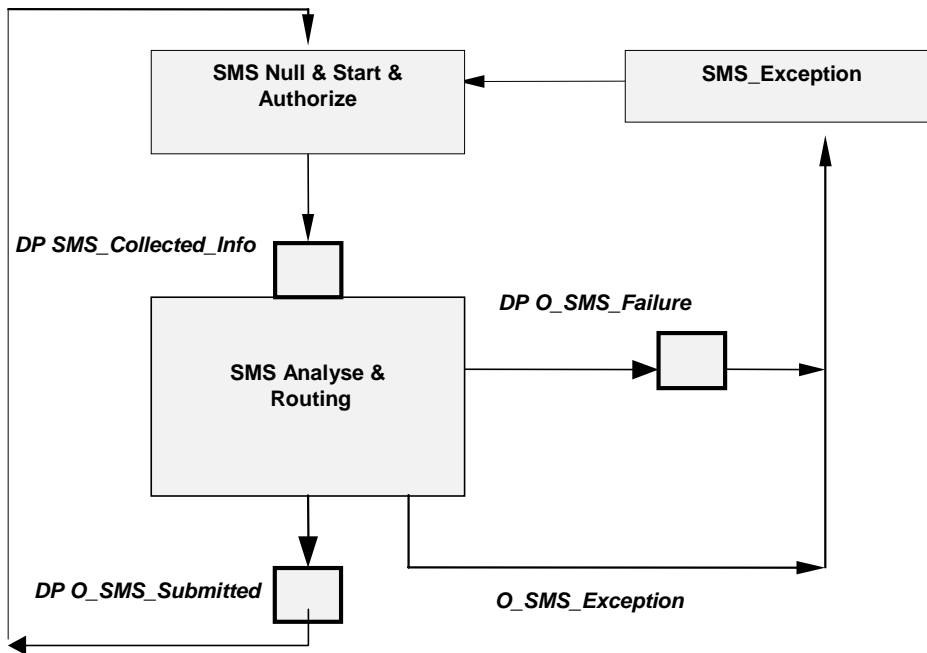 SMS Null & Start &
Authorize
SMS_Exception
DP SMS_Collected_Info
DP O_SMS_Failure
SMS Analyse &
Routing
DP O_SMS_Submitted
O_SMS_Exception